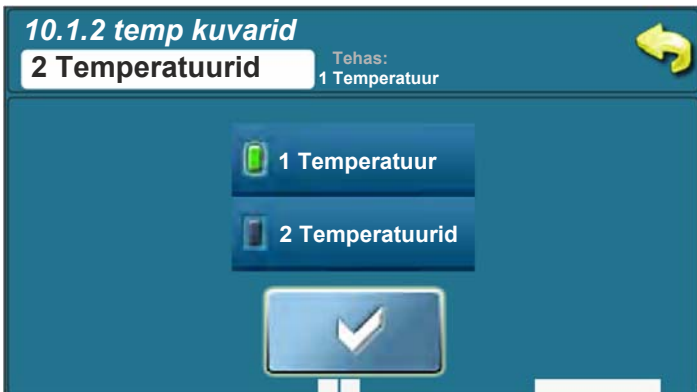 10.1.2 temp kuvarid
2 Temperatuurid
Tehas:
1 Temperatuur
1 Temperatuur
2 Temperatuurid